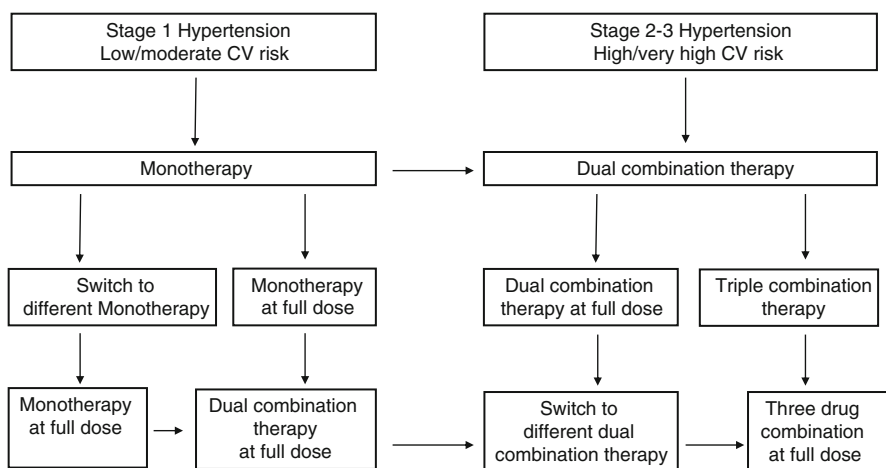 Stage 1 Hypertension
Low/moderate CV risk
Stage 2-3 Hypertension
High/very high CV risk
Monotherapy
Dual combination therapy
Switch to
different Monotherapy
Monotherapy
at full dose
Dual combination
therapy at full dose
Triple combination
therapy
Monotherapy
at full dose
Dual combination
therapy
at full dose
Switch to
different dual
combination therapy
Three drug
combination
at full dose